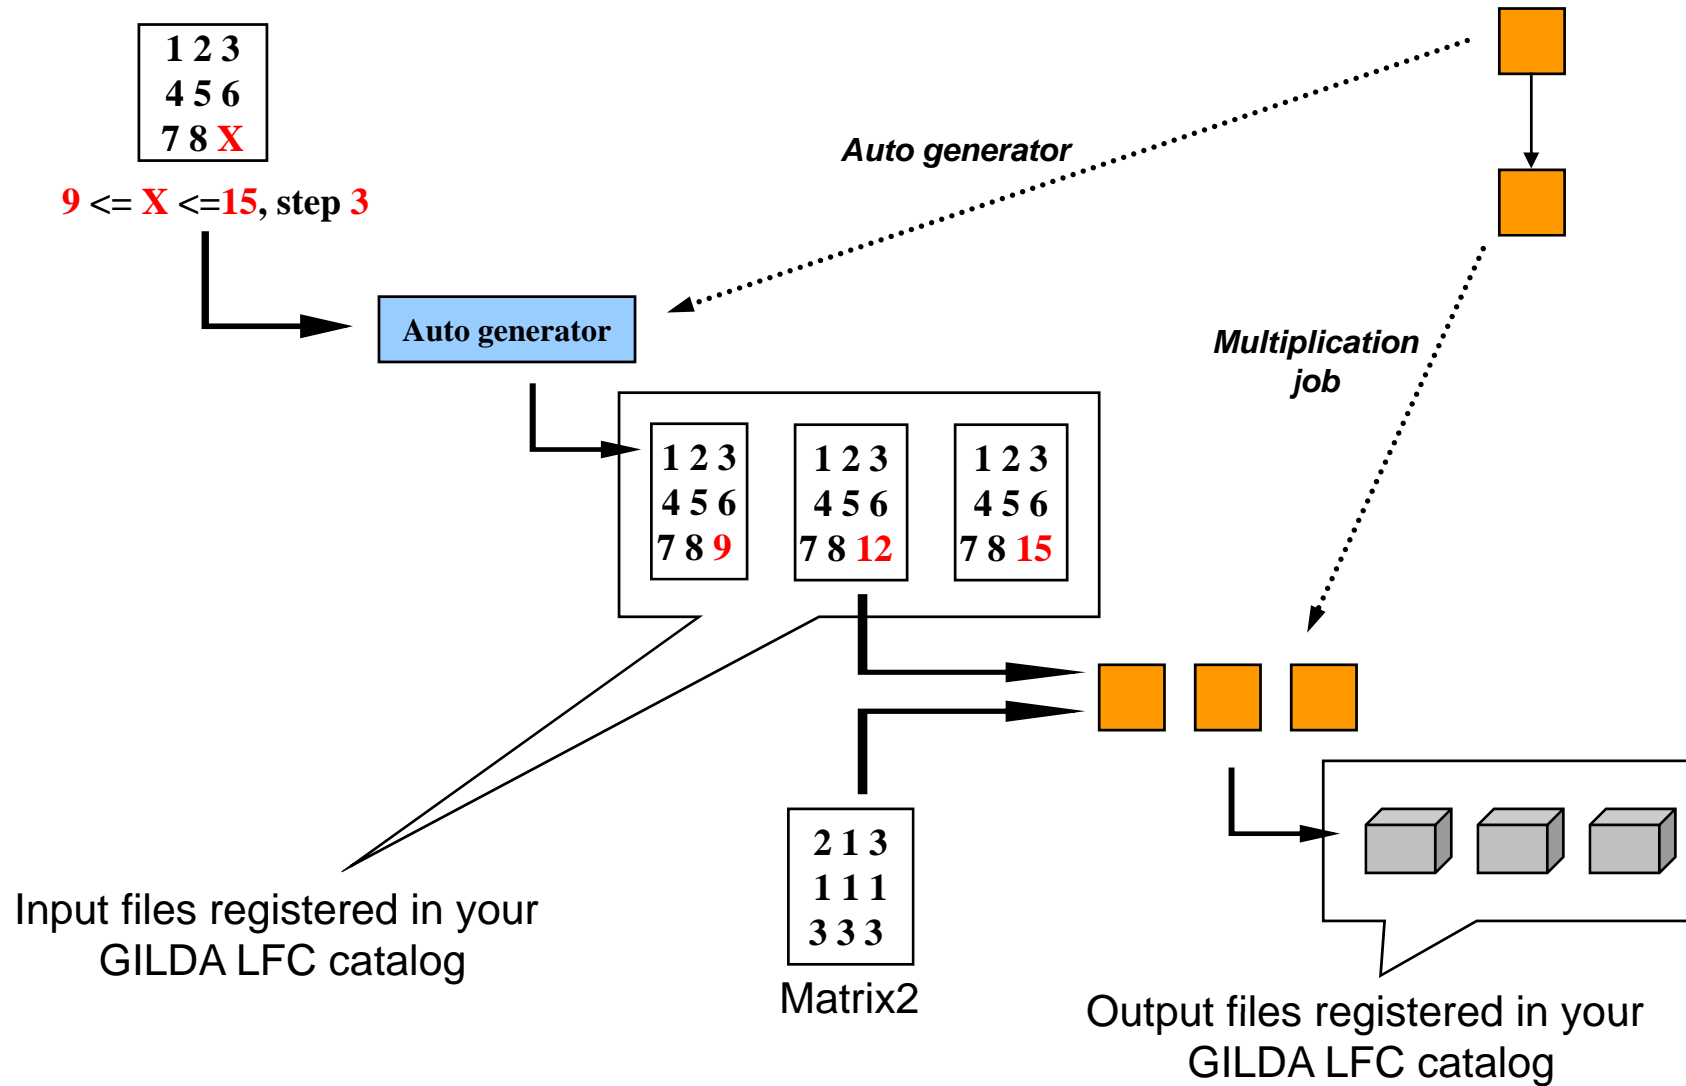 1 2 3
4 5 6
7 8 X
9 <= X <=15, step 3
Auto generator
Auto generator
Multiplication
job
1 2 3
4 5 6
7 8 9
1 2 3
4 5 6
7 8 12
1 2 3
4 5 6
7 8 15
2 1 3
1 1 1
3 3 3
Matrix2
Input files registered in your
GILDA LFC catalog
Output files registered in your
GILDA LFC catalog